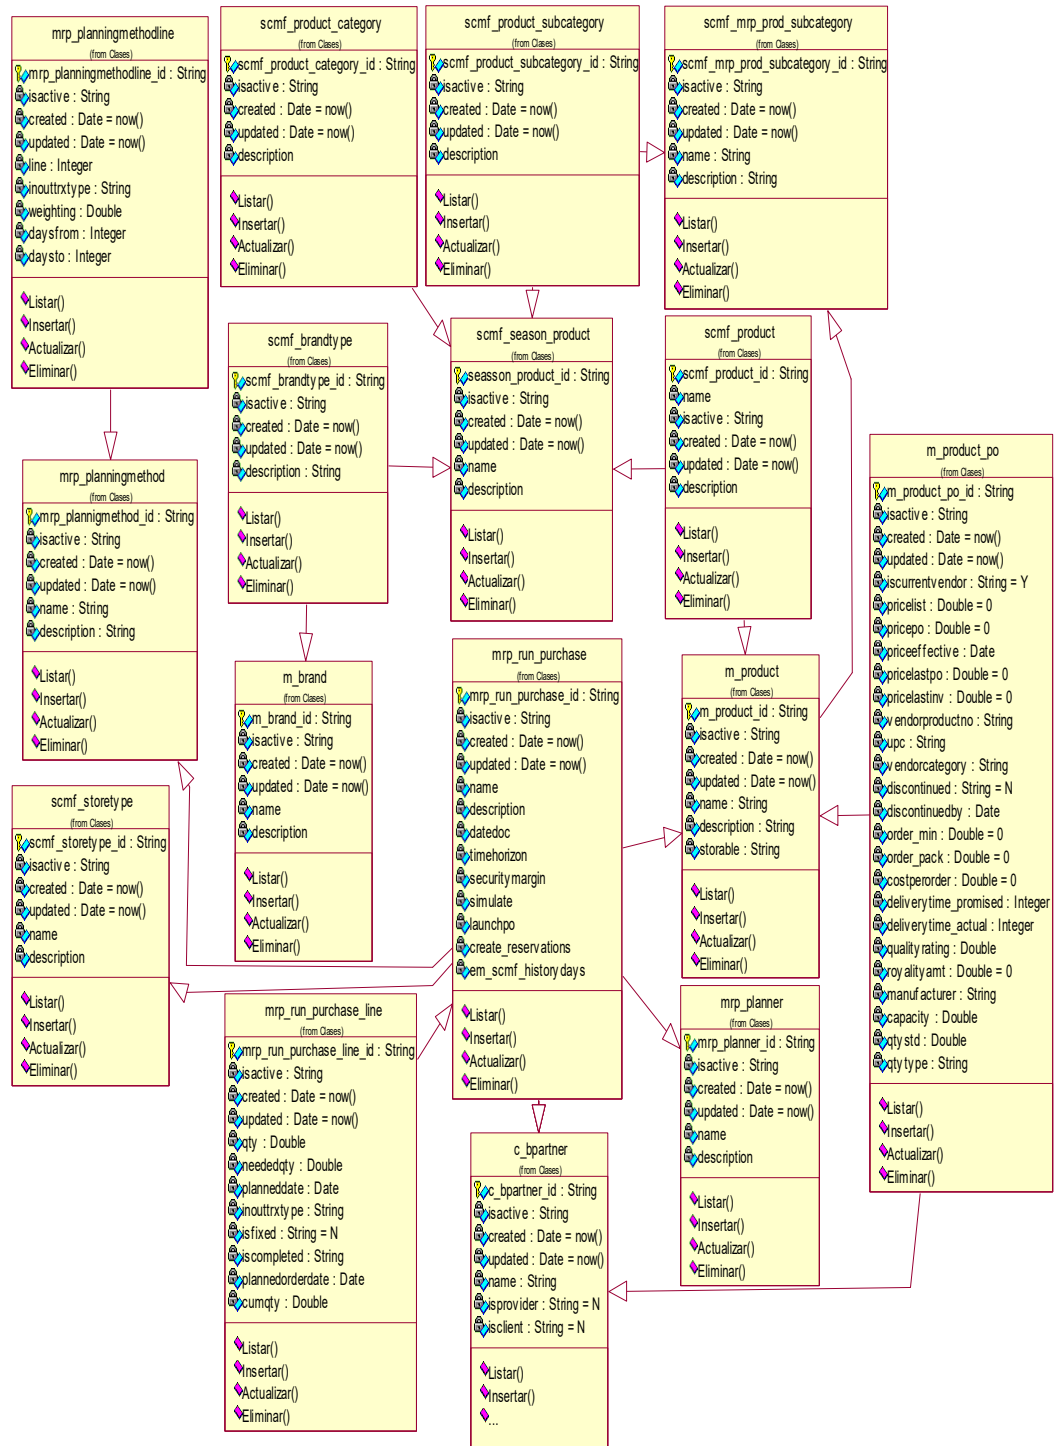 mrp_planningmethodline
(from Clases)
mrp_planningmethodline_id : String
isactive : String
created : Date = now()
updated : Date = now()
line : Integer
inouttrxtype : String
weighting : Double
daysfrom : Integer
daysto : Integer
Listar()
Insertar()
Actualizar()
Eliminar()
scmf_product_category
(from Clases)
scmf_product_category_id : String
isactive : String
created : Date = now()
updated : Date = now()
description
Listar()
Insertar()
Actualizar()
Eliminar()
scmf_product_subcategory
(from Clases)
scmf_product_subcategory_id : String
isactive : String
created : Date = now()
updated : Date = now()
description
Listar()
Insertar()
Actualizar()
Eliminar()
scmf_mrp_prod_subcategory
(from Clases)
scmf_mrp_prod_subcategory_id : String
isactive : String
created : Date = now()
updated : Date = now()
name : String
description : String
Listar()
Insertar()
Actualizar()
Eliminar()
scmf_brandtype
(from Clases)
scmf_brandtype_id : String
isactive : String
created : Date = now()
updated : Date = now()
description : String
Listar()
Insertar()
Actualizar()
Eliminar()
scmf_season_product
(from Clases)
seasson_product_id : String
isactive : String
created : Date = now()
updated : Date = now()
name
description
Listar()
Insertar()
Actualizar()
Eliminar()
scmf_product
(from Clases)
scmf_product_id : String
name
isactive : String
created : Date = now()
updated : Date = now()
description
Listar()
Insertar()
Actualizar()
Eliminar()
m_product_po
(from Clases)
m_product_po_id : String
isactive : String
created : Date = now()
updated : Date = now()
iscurrentvendor : String = Y
pricelist : Double = 0
pricepo : Double = 0
priceeffective : Date
pricelastpo : Double = 0
pricelastinv : Double = 0
vendorproductno : String
upc : String
vendorcategory : String
discontinued : String = N
discontinuedby : Date
order_min : Double = 0
order_pack : Double = 0
costperorder : Double = 0
deliverytime_promised : Integer
deliverytime_actual : Integer
qualityrating : Double
royalityamt : Double = 0
manufacturer : String
capacity : Double
qtystd : Double
qtytype : String
Listar()
Insertar()
Actualizar()
Eliminar()
mrp_planningmethod
(from Clases)
mrp_plannigmethod_id : String
isactive : String
created : Date = now()
updated : Date = now()
name : String
description : String
Listar()
Insertar()
Actualizar()
Eliminar()
m_brand
(from Clases)
m_brand_id : String
isactive : String
created : Date = now()
updated : Date = now()
name
description
Listar()
Insertar()
Actualizar()
Eliminar()
mrp_run_purchase
(from Clases)
mrp_run_purchase_id : String
isactive : String
created : Date = now()
updated : Date = now()
name
description
datedoc
timehorizon
securitymargin
simulate
launchpo
create_reservations
em_scmf_historydays
Listar()
Insertar()
Actualizar()
Eliminar()
m_product
(from Clases)
m_product_id : String
isactive : String
created : Date = now()
updated : Date = now()
name : String
description : String
storable : String
Listar()
Insertar()
Actualizar()
Eliminar()
scmf_storetype
(from Clases)
scmf_storetype_id : String
isactive : String
created : Date = now()
updated : Date = now()
name
description
Listar()
Insertar()
Actualizar()
Eliminar()
mrp_run_purchase_line
(from Clases)
mrp_run_purchase_line_id : String
isactive : String
created : Date = now()
updated : Date = now()
qty : Double
neededqty : Double
planneddate : Date
inouttrxtype : String
isfixed : String = N
iscompleted : String
plannedorderdate : Date
cumqty : Double
Listar()
Insertar()
Actualizar()
Eliminar()
mrp_planner
(from Clases)
mrp_planner_id : String
isactive : String
created : Date = now()
updated : Date = now()
name
description
Listar()
Insertar()
Actualizar()
Eliminar()
c_bpartner
(from Clases)
c_bpartner_id : String
isactive : String
created : Date = now()
updated : Date = now()
name : String
isprovider : String = N
isclient : String = N
Listar()
Insertar()
...